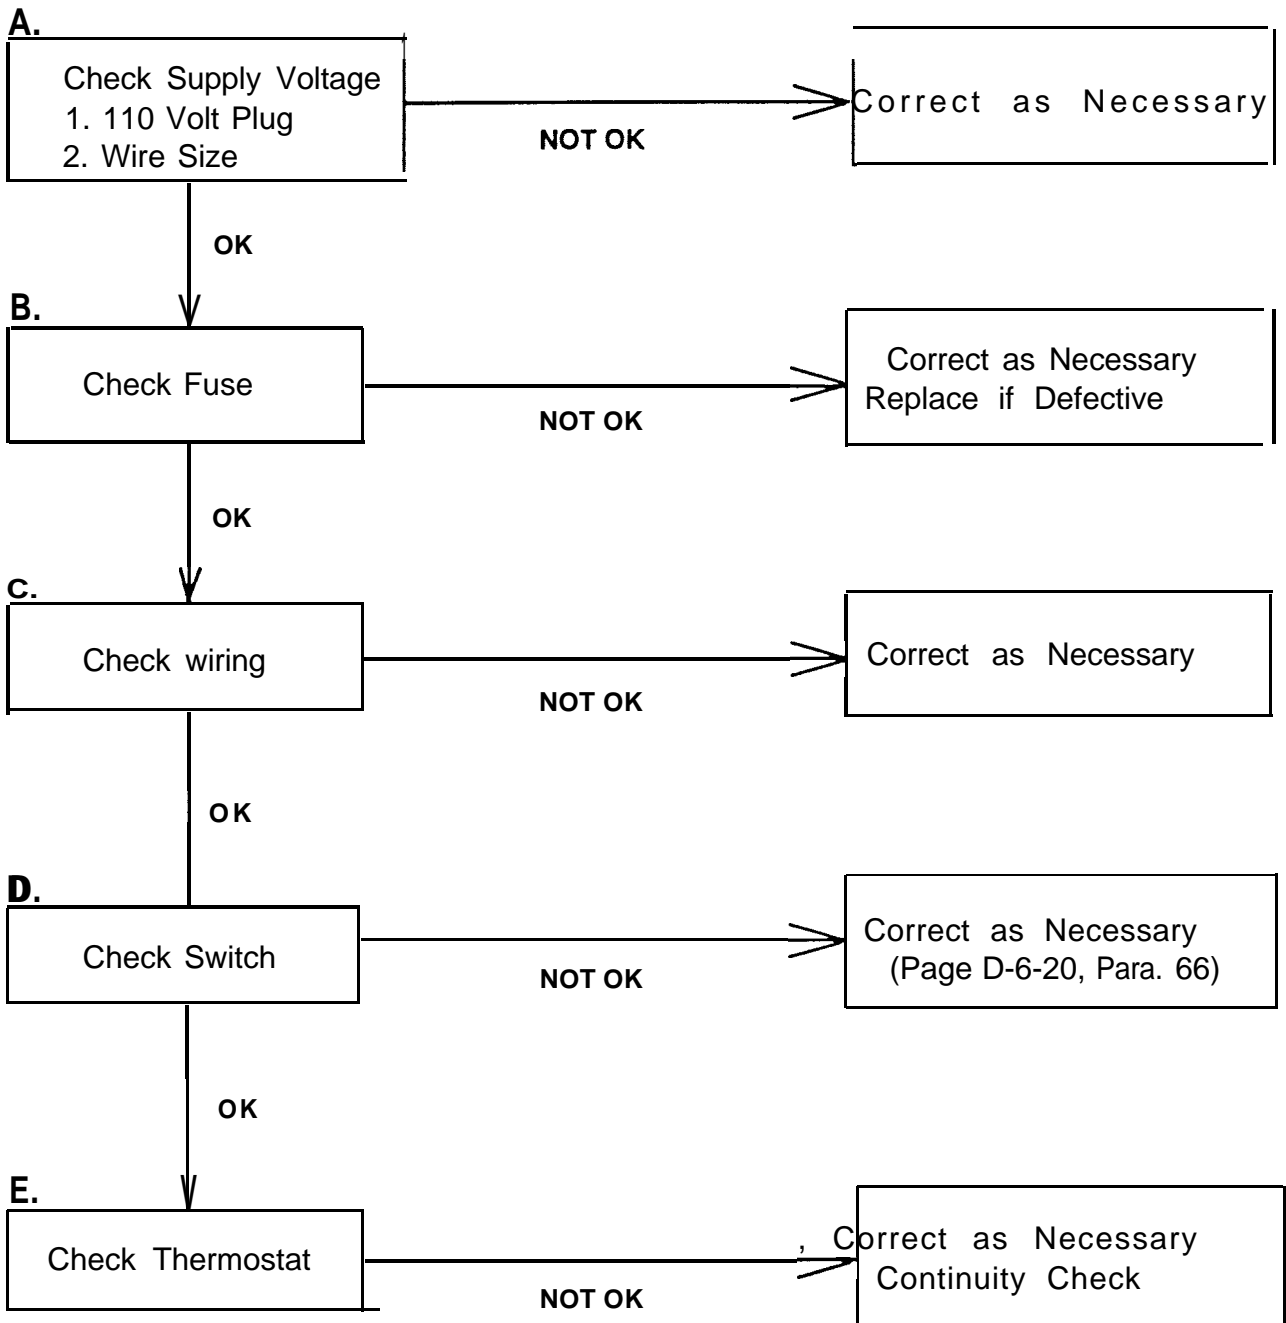 A.
Check Supply Voltage
1. 110 Volt Plug
2. Wire Size
NOT OK
Correct as Necessary
OK
B.
Check Fuse
NOT OK
Correct as Necessary
Replace if Defective
OK
C.
Check wiring
NOT OK
Correct as Necessary
OK
D.
Check Switch
NOT OK
Correct as Necessary
(Page D-6-20, Para. 66)
OK
E.
Check Thermostat
NOT OK
, Correct as Necessary
Continuity Check